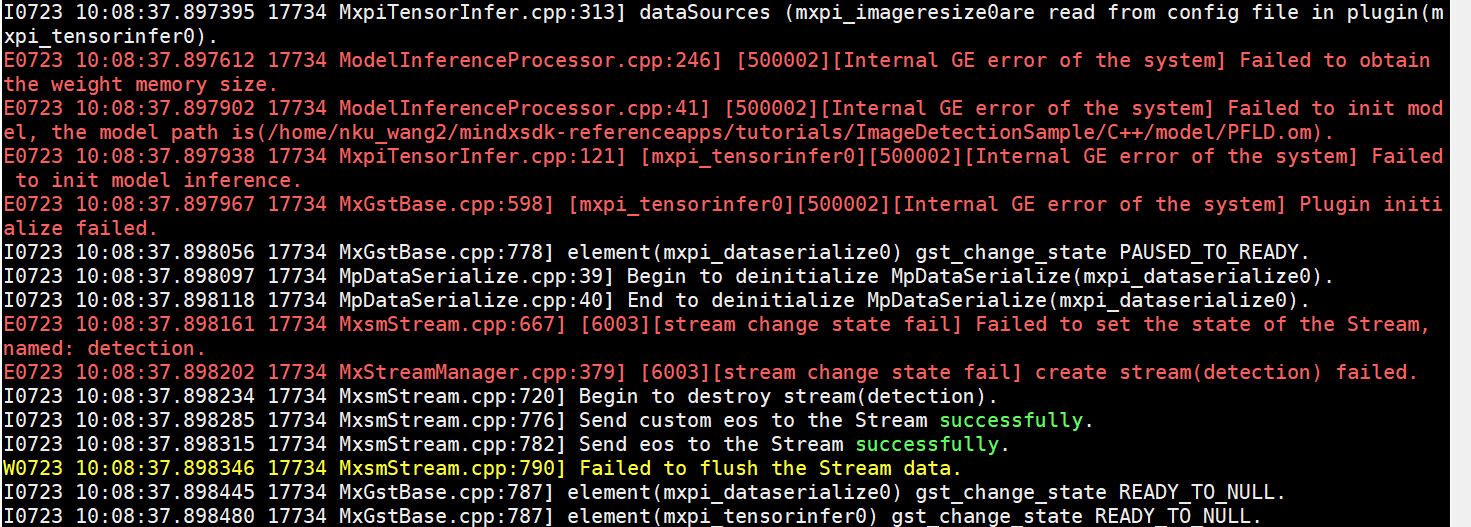 I0723 10:08:37.897395 17734 MxpiTensorInfer.cpp:313] dataSources (mxpi_imageresize0are read from config file in plugin(m
xpi_tensorinfer0).
E0723 10:08:37.897612 17734 ModelInferenceProcessor.cpp:246] [500002][Internal GE error of the system] Failed to obtain
the weight memory size.
E0723 10:08:37.897902 17734 ModelInferenceProcessor.cpp:41] [500002][Internal GE error of the system] Failed to init mod
el, the model path is(/home/nku_wang2/mindxsdk-referenceapps/tutorials/ImageDetectionSample/C++/model/PFLD.om).
E0723 10:08:37.897938 17734 MxpiTensorInfer.cpp:121] [mxpi_tensorinfer0][500002][Internal GE error of the system] Failed
 to init model inference.
E0723 10:08:37.897967 17734 MxGstBase.cpp:598] [mxpi_tensorinfer0][500002][Internal GE error of the system] Plugin initi
alize failed.
I0723 10:08:37.898056 17734 MxGstBase.cpp:778] element(mxpi_dataserialize0) gst_change_state PAUSED_TO_READY.
I0723 10:08:37.898097 17734 MpDataSerialize.cpp:39] Begin to deinitialize MpDataSerialize(mxpi_dataserialize0).
I0723 10:08:37.898118 17734 MpDataSerialize.cpp:40] End to deinitialize MpDataSerialize(mxpi_dataserialize0).
E0723 10:08:37.898161 17734 MxsmStream.cpp:667] [6003][stream change state fail] Failed to set the state of the Stream,
named: detection.
E0723 10:08:37.898202 17734 MxStreamManager.cpp:379] [6003][stream change state fail] create stream(detection) failed.
I0723 10:08:37.898234 17734 MxsmStream.cpp:720] Begin to destroy stream(detection).
I0723 10:08:37.898285 17734 MxsmStream.cpp:776] Send custom eos to the Stream successfully.
I0723 10:08:37.898315 17734 MxsmStream.cpp:782] Send eos to the Stream successfully.
W0723 10:08:37.898346 17734 MxsmStream.cpp:790] Failed to flush the Stream data.
I0723 10:08:37.898445 17734 MxGstBase.cpp:787] element(mxpi_dataserialize0) gst_change_state READY_TO_NULL.
I0723 10:08:37.898480 17734 MxGstBase.cpp:787] element(mxpi_tensorinfer0) gst_change_state READY_TO_NULL.